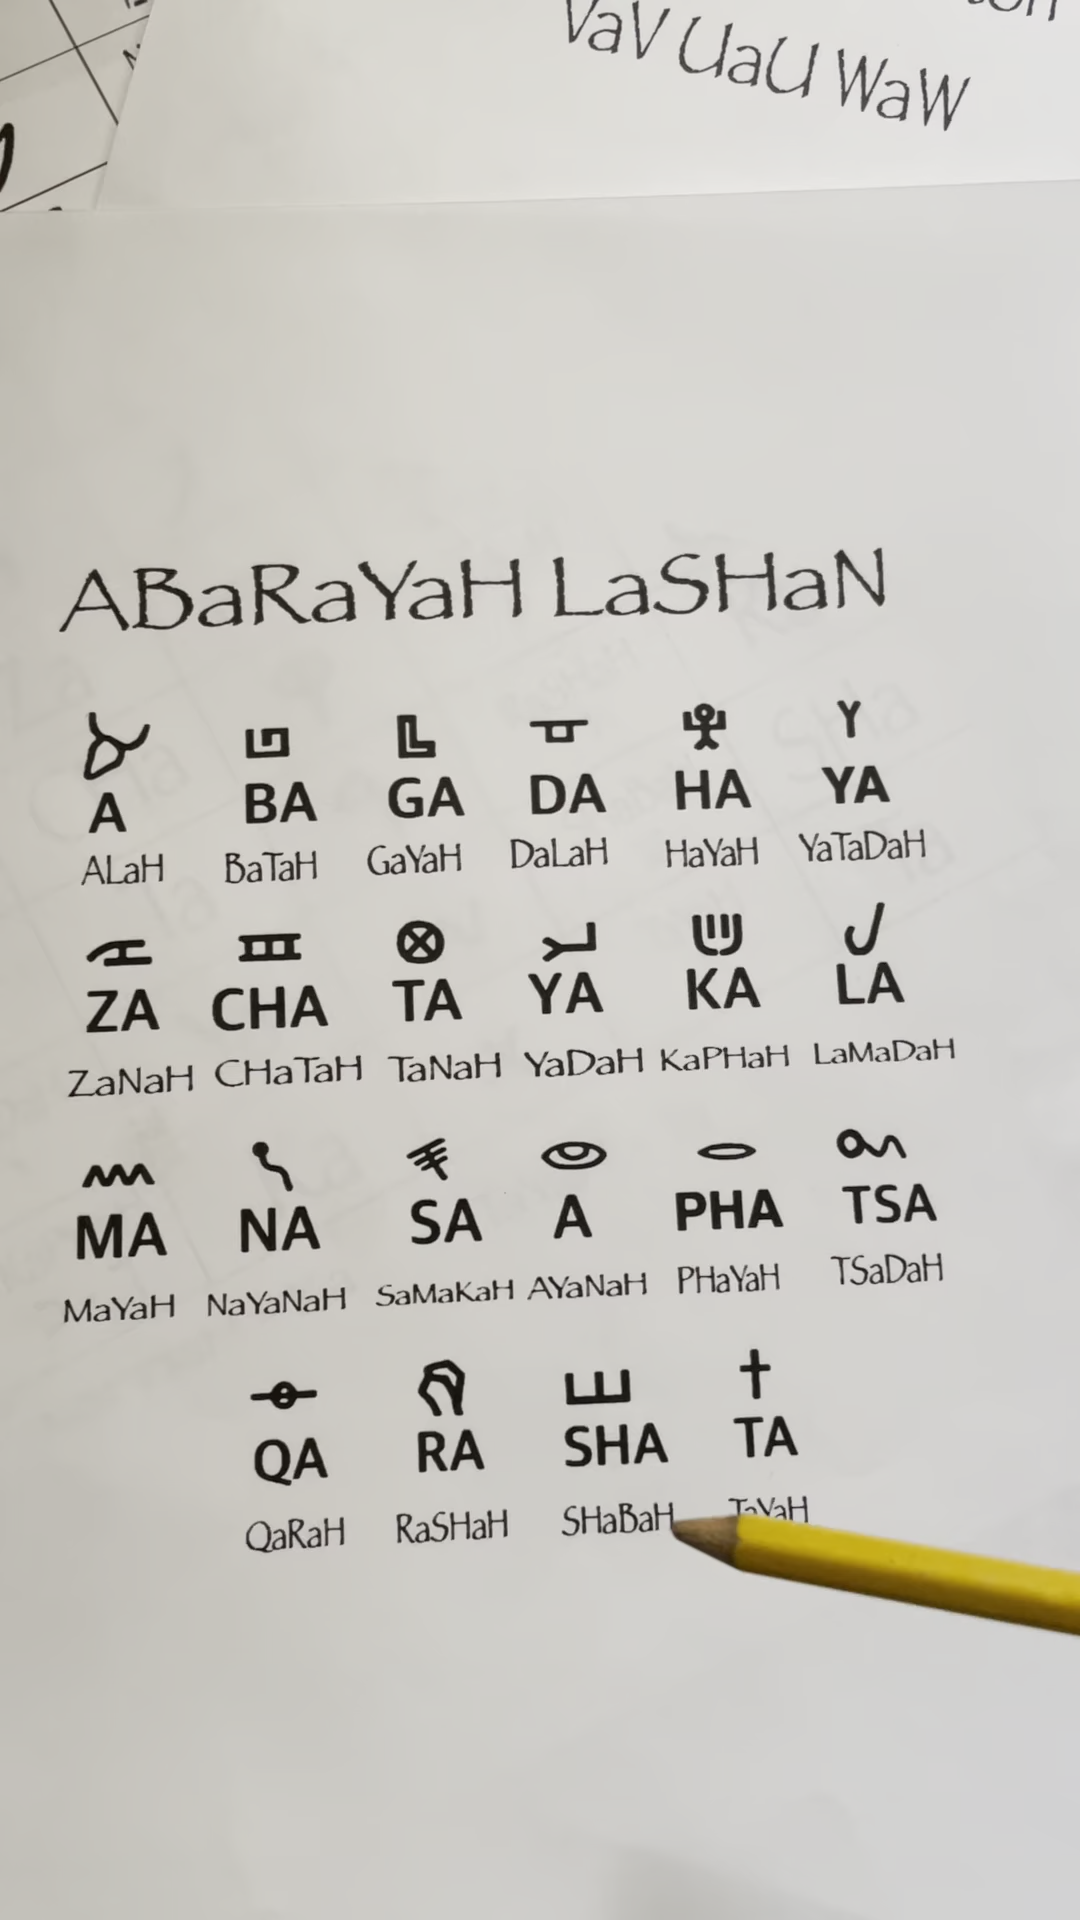 VaV UaU WaW
ABaRaYaH LaSHaN
A BA GA DA HA YA
ALaH BaTaH GaYaH DaLaH HaYaH YaTaDaH
ZA CHA TA YA KA LA
ZaNaH CHaTaH TaNaH YaDaH KaPHaH LaMaDaH
MA NA SA A PHA TSA
MaYaH NaYaNaH SaMaKaH AYaNaH PHaYaH TSaDaH
QA RA SHA TA
QaRaH RaSHaH SHaBaH